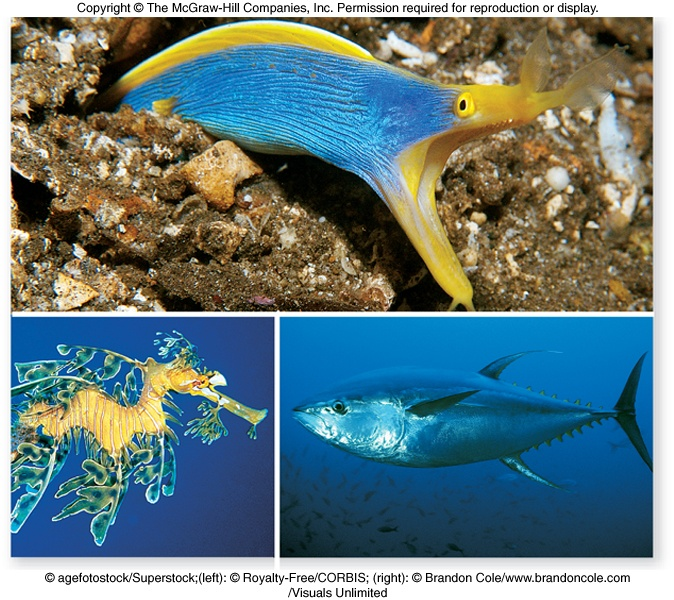 Copyright © The McGraw-Hill Companies, Inc. Permission required for reproduction or display.
© agefotostock/Superstock;(left): © Royalty-Free/CORBIS; (right): © Brandon Cole/www.brandoncole.com
/Visuals Unlimited